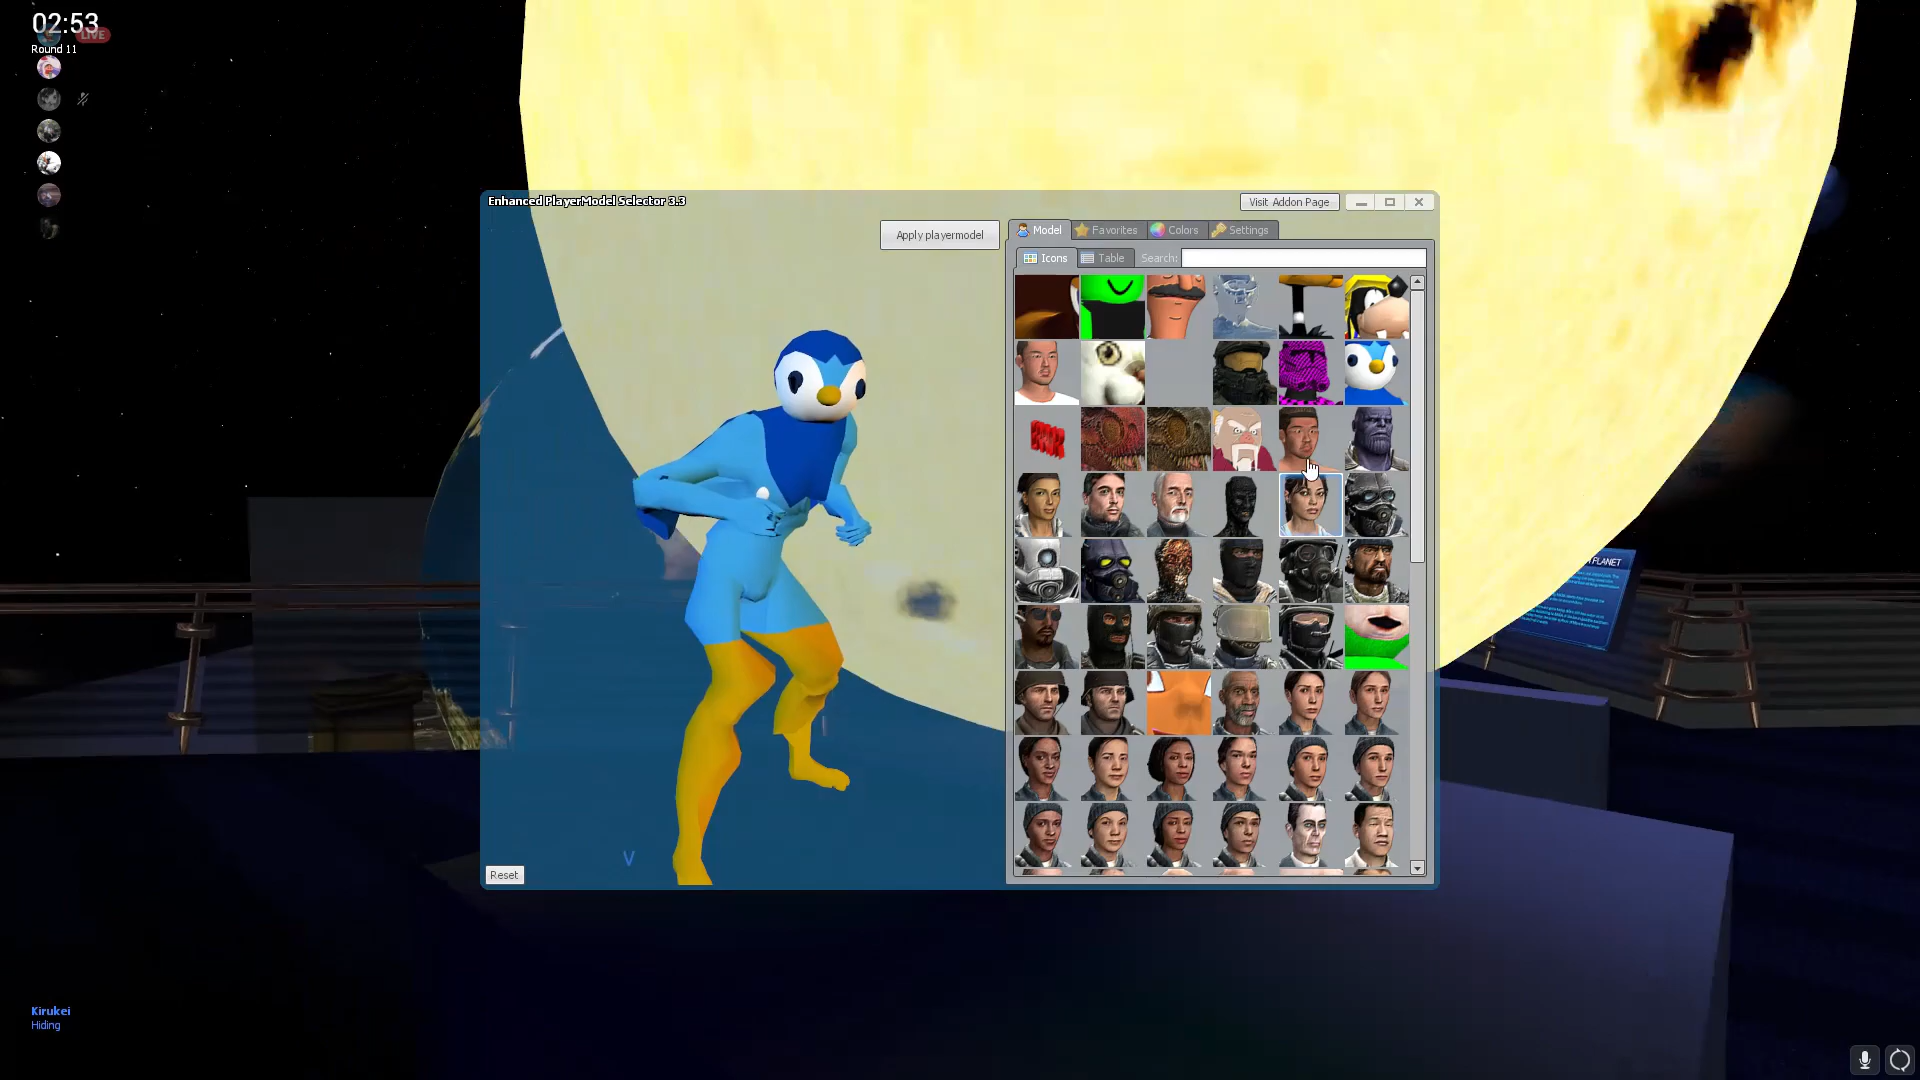 02:53
LIVE
Round 11
Enhanced PlayerModel Selector 3.3
Visit Addon Page
Apply playermodel
Model
Favorites
Colors
Settings
Icons
Table
Search:
PLANET
V
Reset
Kirukei
Hiding